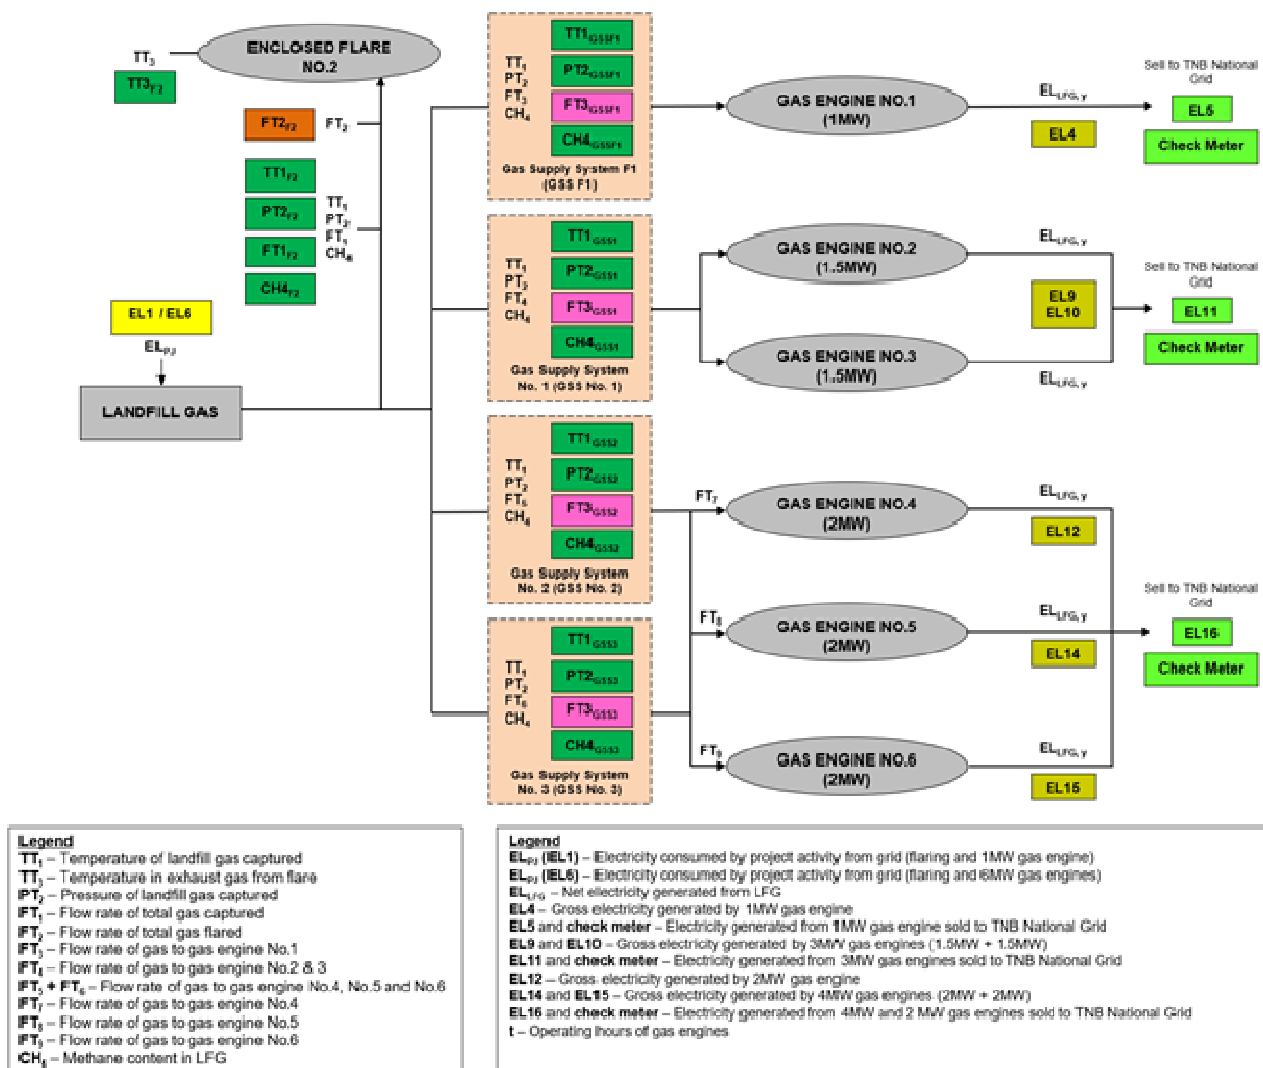 ENCLOSED FLARE
NO.2
TT3
TT3F2
FT2F2
FT2
TT1F2
PT2F2
FT1F2
CH4F2
TT1
PT2
FT1
CH4
EL1 / EL6
ELPJ
LANDFILL GAS
TT1
PT2
FT3
CH4
TT1GSSF1
PT2GSSF1
FT3GSSF1
CH4GSSF1
Gas Supply System F1
(GSS F1)
GAS ENGINE NO.1
(1MW)
ELLFG, y
EL4
Sell to TNB National
Grid
EL5
Check Meter
TT1
PT2
FT4
CH4
TT1GSS1
PT2GSS1
FT3GSS1
CH4GSS1
Gas Supply System
No. 1 (GSS No. 1)
GAS ENGINE NO.2
(1.5MW)
GAS ENGINE NO.3
(1.5MW)
ELLFG, y
EL9
EL10
ELLFG, y
Sell to TNB National
Grid
EL11
Check Meter
TT1
PT2
FT5
CH4
TT1GSS2
PT2GSS2
FT3GSS2
CH4GSS2
Gas Supply System
No. 2 (GSS No. 2)
FT7
GAS ENGINE NO.4
(2MW)
ELLFG, y
EL12
FT8
GAS ENGINE NO.5
(2MW)
ELLFG, y
EL14
Sell to TNB National
Grid
EL16
Check Meter
TT1
PT2
FT6
CH4
TT1GSS3
PT2GSS3
FT3GSS3
CH4GSS3
Gas Supply System
No. 3 (GSS No. 3)
FT9
GAS ENGINE NO.6
(2MW)
ELLFG, y
EL15
Legend
TT1 – Temperature of landfill gas captured
TT3 – Temperature in exhaust gas from flare
PT2 – Pressure of landfill gas captured
FT1 – Flow rate of total gas captured
FT2 – Flow rate of total gas flared
FT3 – Flow rate of gas to gas engine No.1
– Flow rate of gas to gas engine No.2 & 3
FT5 + FT6 – Flow rate of gas to gas engine No.4, No.5 and No.6
FT7 – Flow rate of gas to gas engine No.4
FT8 – Flow rate of gas to gas engine No.5
FT9 – Flow rate of gas to gas engine No.6
CH4 – Methane content in LFG
Legend
ELPJ (EL1) – Electricity consumed by project activity from grid (flaring and 1MW gas engine)
ELPJ (EL6) – Electricity consumed by project activity from grid (flaring and 6MW gas engines)
ELLFG – Net electricity generated from LFG
EL4 – Gross electricity generated by 1MW gas engine
EL5 and check meter – Electricity generated from 1MW gas engine sold to TNB National Grid
EL9 and EL10 – Gross electricity generated by 3MW gas engines (1.5MW + 1.5MW)
EL11 and check meter – Electricity generated from 3MW gas engines sold to TNB National Grid
EL12 – Gross electricity generated by 2MW gas engine
EL14 and EL15 – Gross electricity generated by 4MW gas engines (2MW + 2MW)
EL16 and check meter – Electricity generated from 4MW and 2 MW gas engines sold to TNB National Grid
t – Operating hours of gas engines